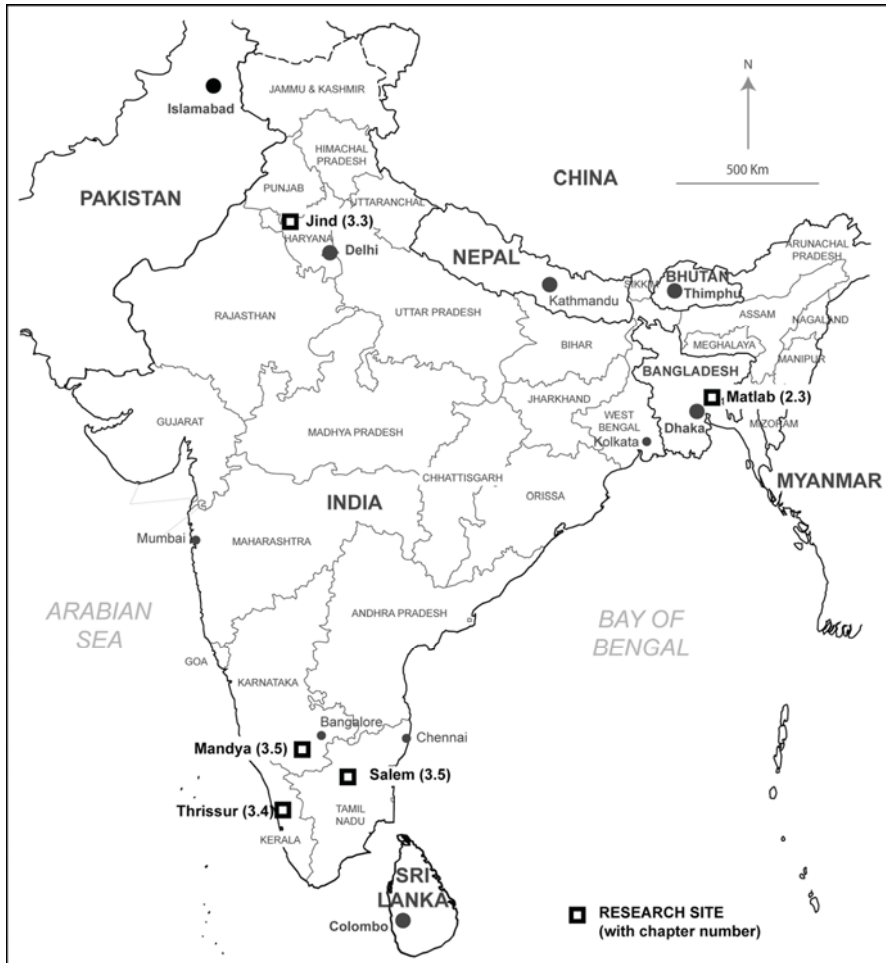 JAMMU & KASHMIR
Islamabad
N
HIMACHAL
PRADESH
CHINA
500 Km
PAKISTAN
PUNJAB
UTTARANCHAL
Jind (3.3)
HARYANA
Delhi
NEPAL
ARUNACHAL
PRADESH
BHUTAN
SIKKIM
Thimphu
Kathmandu
RAJASTHAN
UTTAR PRADESH
ASSAM
NAGALAND
BIHAR
MEGHALAYA
MANIPUR
BANGLADESH
JHARKHAND
Matlab (2.3)
GUJARAT
WEST
BENGAL
Dhaka
MIZORAM
MADHYA PRADESH
Kolkata
CHHATTISGARH
MYANMAR
ORISSA
INDIA
Mumbai
MAHARASHTRA
ARABIAN
SEA
ANDHRA PRADESH
BAY OF
BENGAL
GOA
KARNATAKA
Bangalore
Chennai
Mandya (3.5)
Salem (3.5)
Thrissur (3.4)
TAMIL
NADU
KERALA
SRI
LANKA
Colombo
RESEARCH SITE
(with chapter number)